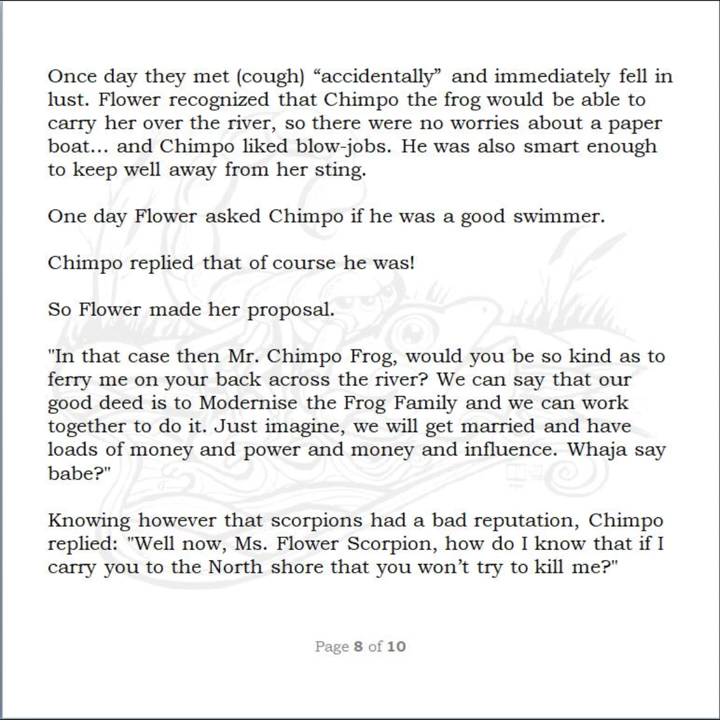 Once day they met (cough) “accidentally” and immediately fell in
lust. Flower recognized that Chimpo the frog would be able to
carry her over the river, so there were no worries about a paper
boat… and Chimpo liked blow-jobs. He was also smart enough
to keep well away from her sting.
One day Flower asked Chimpo if he was a good swimmer.
Chimpo replied that of course he was!
So Flower made her proposal.
"In that case then Mr. Chimpo Frog, would you be so kind as to
ferry me on your back across the river? We can say that our
good deed is to Modernise the Frog Family and we can work
together to do it. Just imagine, we will get married and have
loads of money and power and money and influence. Whaja say
babe?"
Knowing however that scorpions had a bad reputation, Chimpo
replied: "Well now, Ms. Flower Scorpion, how do I know that if I
carry you to the North shore that you won’t try to kill me?"
Page 8 of 10